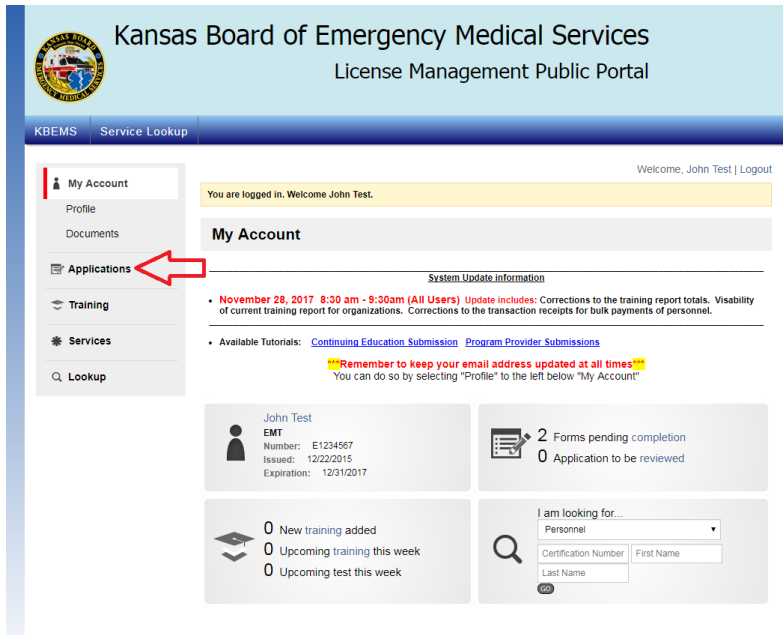 KANSAS BOARD
EMERGENCY MEDICAL SERVICES
Kansas Board of Emergency Medical Services
License Management Public Portal
KBEMS Service Lookup
Welcome, John Test | Logout
My Account
Profile
Documents
Applications
Training
Services
Lookup
You are logged in. Welcome John Test.
My Account
System Update information
November 28, 2017 8:30 am - 9:30am (All Users) Update includes: Corrections to the training report totals. Visability
of current training report for organizations. Corrections to the transaction receipts for bulk payments of personnel.
Available Tutorials: Continuing Education Submission Program Provider Submissions
***Remember to keep your email address updated at all times***
You can do so by selecting "Profile" to the left below "My Account"
John Test
EMT
Number: E1234567
Issued: 12/22/2015
Expiration: 12/31/2017
2 Forms pending completion
0 Application to be reviewed
0 New training added
0 Upcoming training this week
0 Upcoming test this week
I am looking for...
Personnel
Certification Number First Name
Last Name
GO